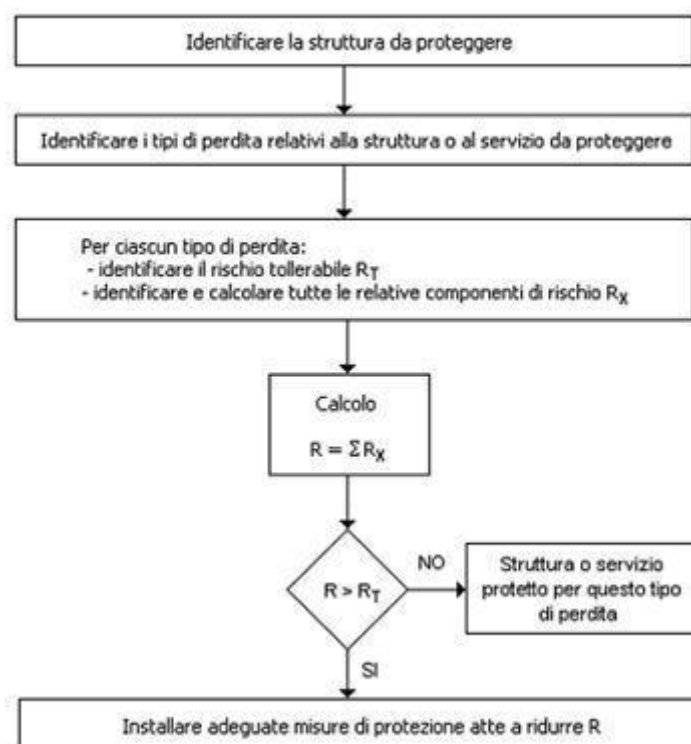 Identificare la struttura da proteggere
Identificare i tipi di perdita relativi alla struttura o al servizio da proteggere
Per ciascun tipo di perdita:
- identificare il rischio tollerabile RT
- identificare e calcolare tutte le relative componenti di rischio RX
Calcolo
R = ΣRX
R > RT
NO
Struttura o servizio
protetto per questo tipo
di perdita
SI
Installare adeguate misure di protezione atte a ridurre R